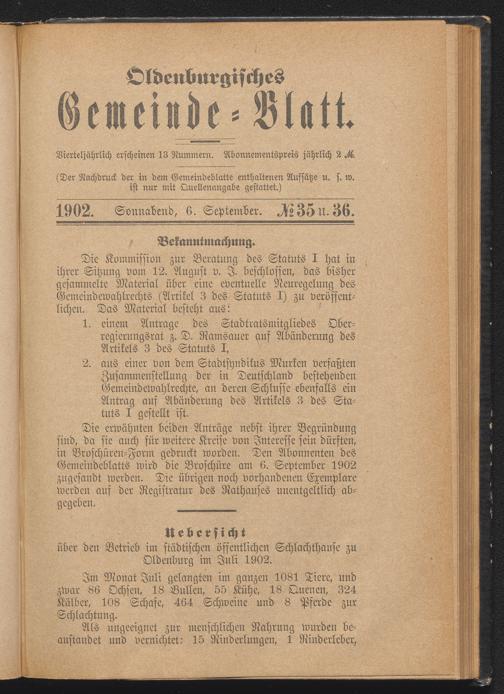 Oldenburgisches
Gemeinde=Blatt.
Vierteljährlich erscheinen 13 Nummern. Abonnementspreis jährlich 2 ℳ.
(Der Nachdruck der in dem Gemeindeblatte enthaltenen Aufsätze u. s. w.
ist nur mit Quellenangabe gestattet.)
1902. Sonnabend, 6. September. № 35 u. 36.
Bekanntmachung.
Die Kommission zur Beratung des Statuts I hat in
ihrer Sitzung vom 12. August v. J. beschlossen, das bisher
gesammelte Material über eine eventuelle Neuregelung des
Gemeindewahlrechts (Artikel 3 des Statuts I) zu veröffent-
lichen. Das Material besteht aus:
1. einem Antrage des Stadtratsmitgliedes Ober-
regierungsrat z. D. Ramsauer auf Abänderung des
Artikels 3 des Statuts I,
2. aus einer von dem Stadtsyndikus Murken verfaßten
Zusammenstellung der in Deutschland bestehenden
Gemeindewahlrechte, an deren Schlusse ebenfalls ein
Antrag auf Abänderung des Artikels 3 des Sta-
tuts I gestellt ist.
Die erwähnten beiden Anträge nebst ihrer Begründung
sind, da sie auch für weitere Kreise von Interesse sein dürften,
in Broschüren-Form gedruckt worden. Den Abonnenten des
Gemeindeblatts wird die Broschüre am 6. September 1902
zugesandt werden. Die übrigen noch vorhandenen Exemplare
werden auf der Registratur des Rathauses unentgeltlich ab-
gegeben.
Uebersicht
über den Betrieb im städtischen öffentlichen Schlachthause zu
Oldenburg im Juli 1902.
Im Monat Juli gelangten im ganzen 1081 Tiere, und
zwar 86 Ochsen, 18 Bullen, 55 Kühe, 18 Quenen, 324
Kälber, 108 Schafe, 464 Schweine und 8 Pferde zur
Schlachtung.
Als ungeeignet zur menschlichen Nahrung wurden be-
anstandet und vernichtet: 15 Rinderlungen, 1 Rinderleber,